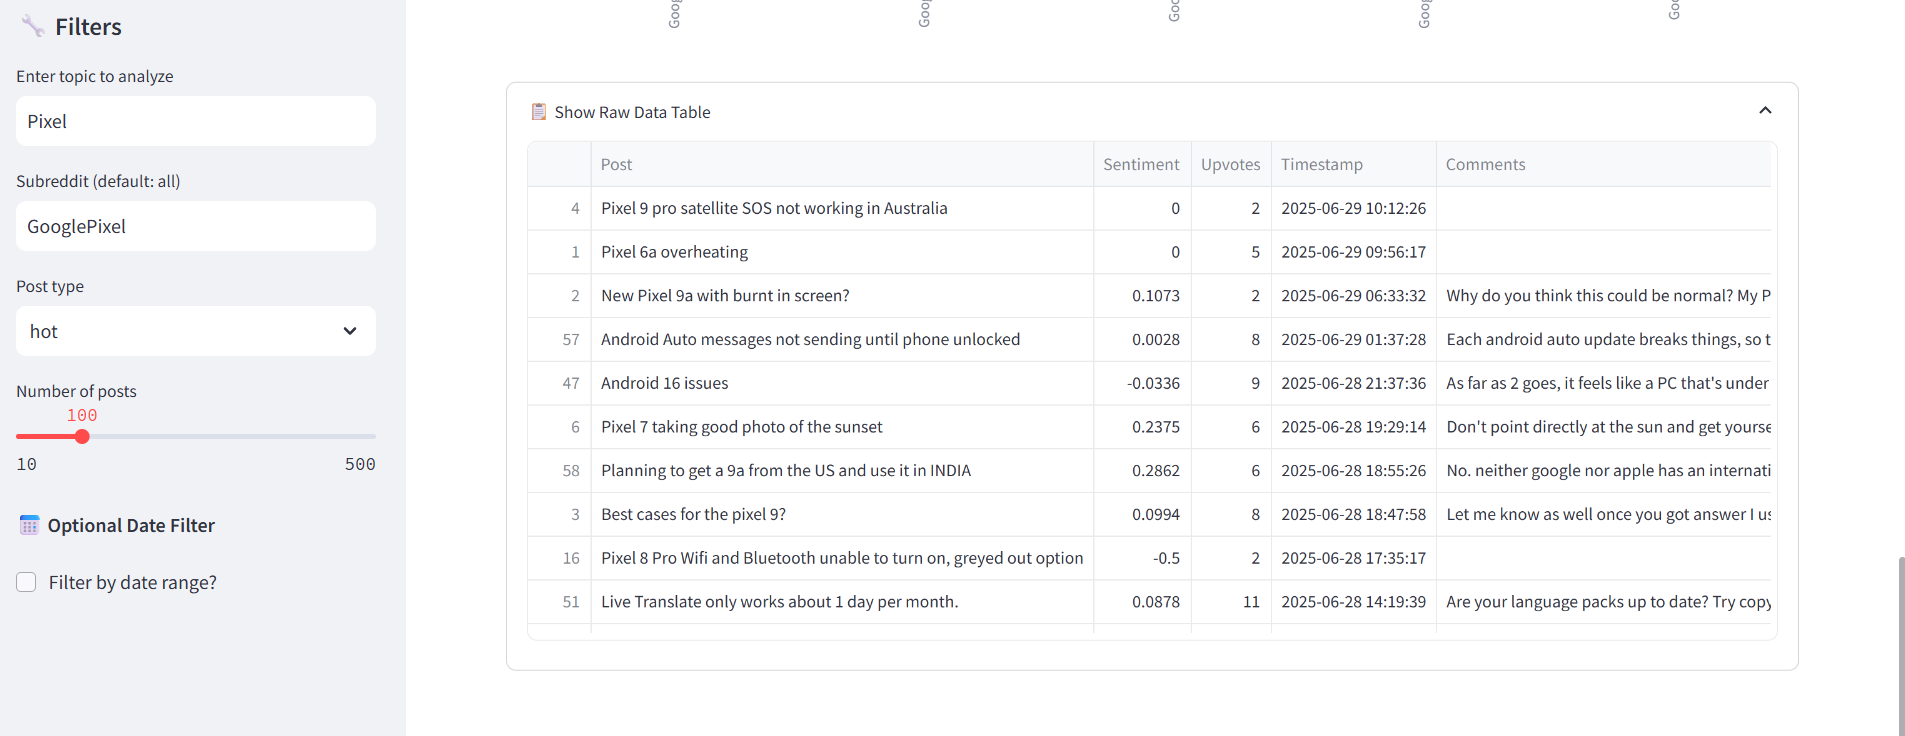 Filters
Enter topic to analyze
Pixel
Subreddit (default: all)
GooglePixel
Post type
hot
Number of posts
100
10 500
Optional Date Filter
Filter by date range?
Goog
Goog
Goo
Goog
Goo
Show Raw Data Table
Post Sentiment Upvotes Timestamp Comments
4 Pixel 9 pro satellite SOS not working in Australia 0 2 2025-06-29 10:12:26
1 Pixel 6a overheating 0 5 2025-06-29 09:56:17
2 New Pixel 9a with burnt in screen? 0.1073 2 2025-06-29 06:33:32 Why do you think this could be normal? My P
57 Android Auto messages not sending until phone unlocked 0.0028 8 2025-06-29 01:37:28 Each android auto update breaks things, so t
47 Android 16 issues -0.0336 9 2025-06-28 21:37:36 As far as 2 goes, it feels like a PC that's under
6 Pixel 7 taking good photo of the sunset 0.2375 6 2025-06-28 19:29:14 Don't point directly at the sun and get yourse
58 Planning to get a 9a from the US and use it in INDIA 0.2862 6 2025-06-28 18:55:26 No. neither google nor apple has an internati
3 Best cases for the pixel 9? 0.0994 8 2025-06-28 18:47:58 Let me know as well once you got answer I us
16 Pixel 8 Pro Wifi and Bluetooth unable to turn on, greyed out option -0.5 2 2025-06-28 17:35:17
51 Live Translate only works about 1 day per month. 0.0878 11 2025-06-28 14:19:39 Are your language packs up to date? Try copy